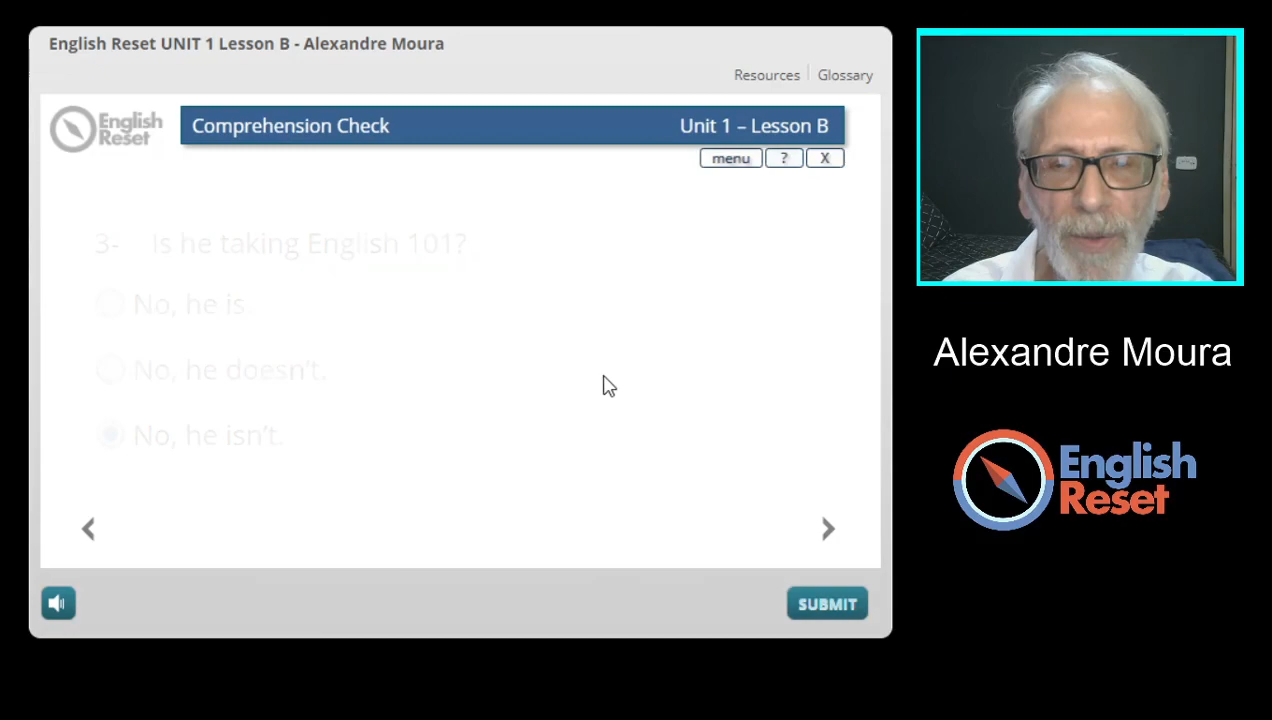 English Reset UNIT 1 Lesson B - Alexandre Moura
Resources
Glossary
English
Reset
Comprehension Check
Unit 1 – Lesson B
menu
?
X
3- Is he taking English 101?
No, he is.
No, he doesn't.
No, he isn't.
SUBMIT
Alexandre Moura
English
Reset